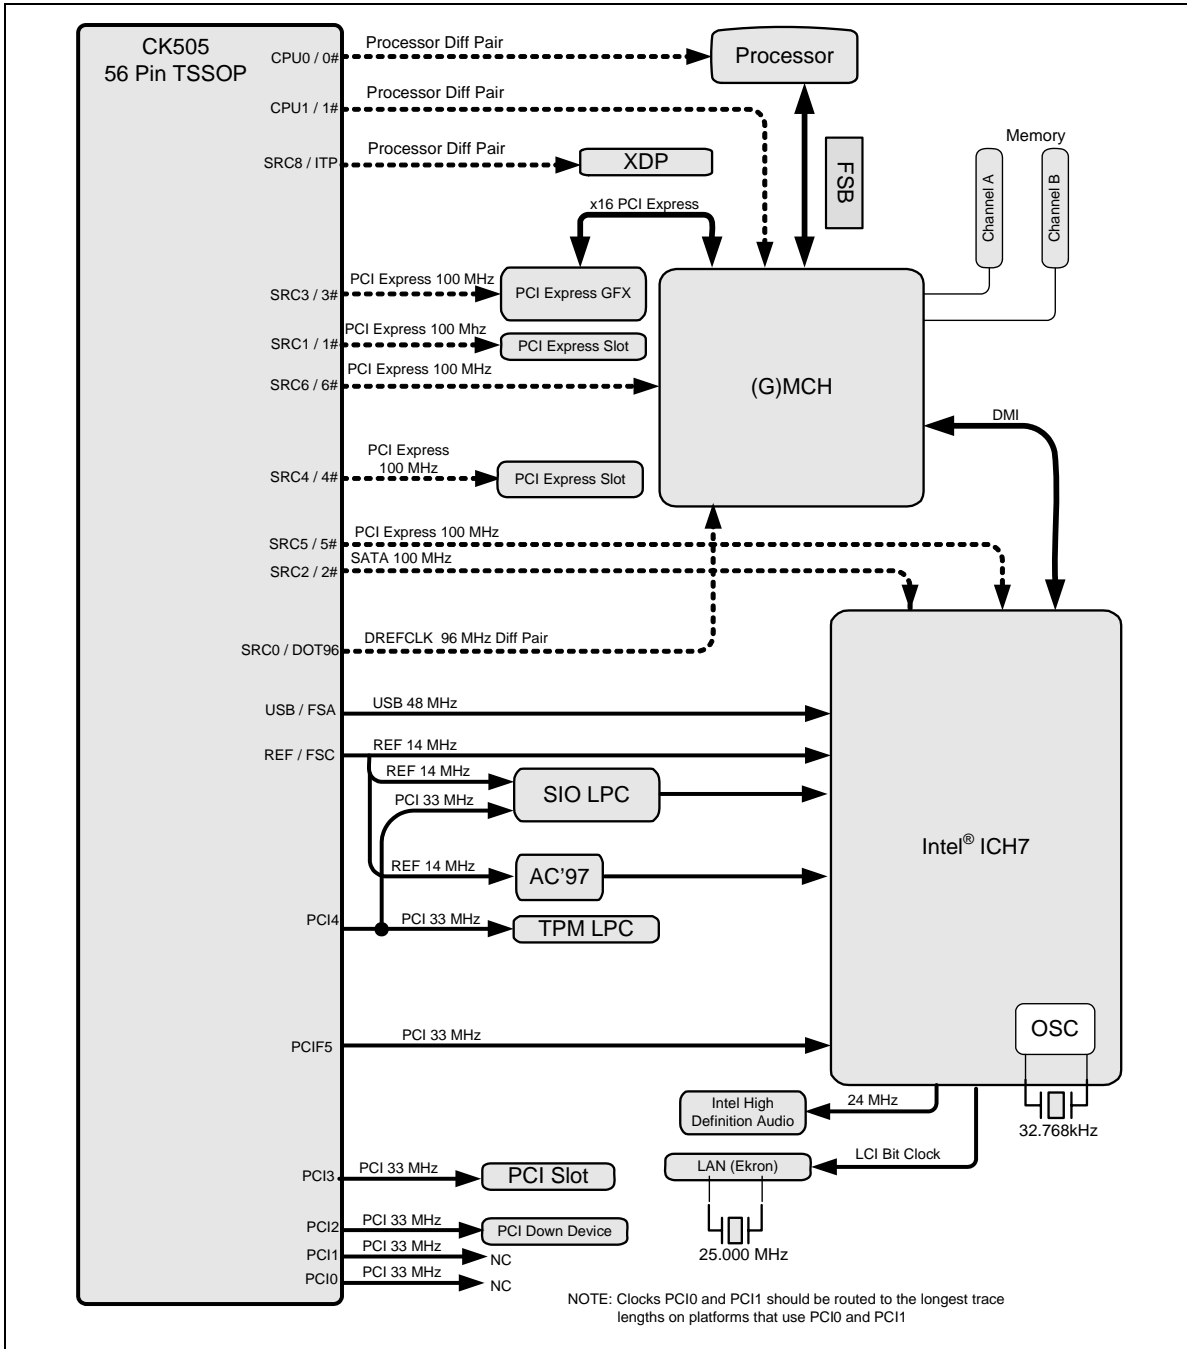 CK505
56 Pin TSSOP
CPU0 / 0#
Processor Diff Pair
Processor
CPU1 / 1#
Processor Diff Pair
SRC8 / ITP
Processor Diff Pair
XDP
FSB
Memory
Channel A
Channel B
x16 PCI Express
SRC3 / 3#
PCI Express 100 MHz
PCI Express GFX
SRC1 / 1#
PCI Express 100 Mhz
PCI Express Slot
SRC6 / 6#
PCI Express 100 MHz
(G)MCH
DMI
SRC4 / 4#
PCI Express
100 MHz
PCI Express Slot
SRC5 / 5#
PCI Express 100 MHz
SRC2 / 2#
SATA 100 MHz
SRC0 / DOT96
DREFCLK 96 MHz Diff Pair
USB / FSA
USB 48 MHz
REF / FSC
REF 14 MHz
REF 14 MHz
PCI 33 MHz
SIO LPC
Intel® ICH7
REF 14 MHz
AC'97
PCI4
PCI 33 MHz
TPM LPC
OSC
PCIF5
PCI 33 MHz
32.768kHz
Intel High
Definition Audio
24 MHz
LAN (Ekron)
LCI Bit Clock
25.000 MHz
PCI3
PCI 33 MHz
PCI Slot
PCI2
PCI 33 MHz
PCI Down Device
PCI1
PCI 33 MHz
NC
PCI0
PCI 33 MHz
NC
NOTE: Clocks PCI0 and PCI1 should be routed to the longest trace
lengths on platforms that use PCI0 and PCI1